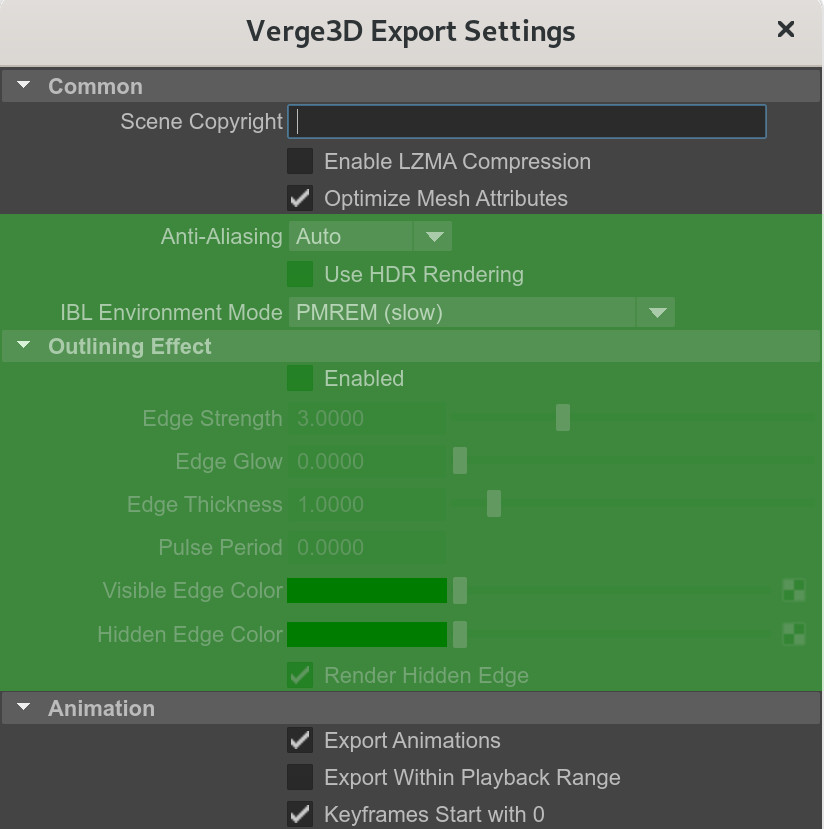 Verge3D Export Settings
Common
Scene Copyright
Enable LZMA Compression
Optimize Mesh Attributes
Anti-Aliasing Auto
Use HDR Rendering
IBL Environment Mode PMREM (slow)
Outlining Effect
Enabled
Edge Strength 3.0000
Edge Glow 0.0000
Edge Thickness 1.0000
Pulse Period 0.0000
Visible Edge Color
Hidden Edge Color
Render Hidden Edge
Animation
Export Animations
Export Within Playback Range
Keyframes Start with 0